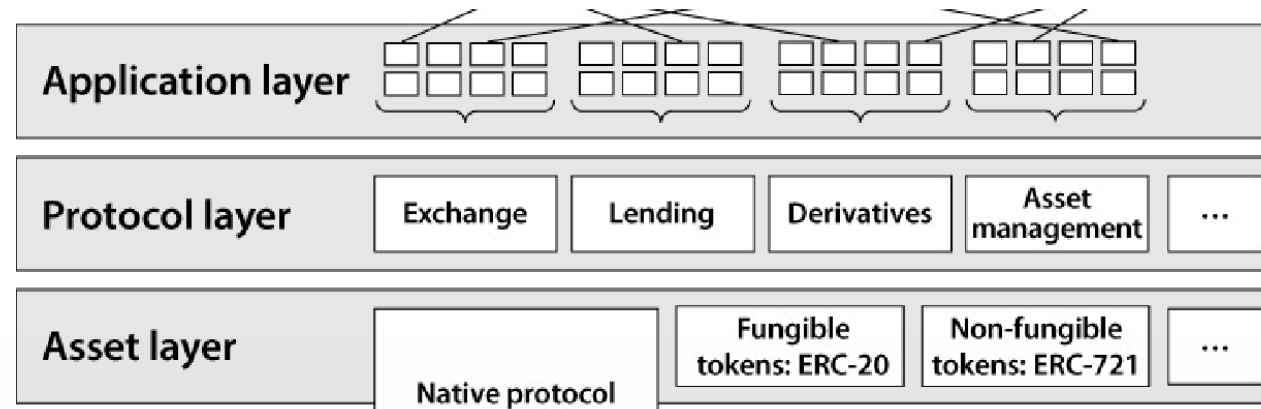 Application layer
Protocol layer
Exchange
Lending
Derivatives
Asset
management
...
Asset layer
Native protocol
Fungible
tokens: ERC-20
Non-fungible
tokens: ERC-721
...